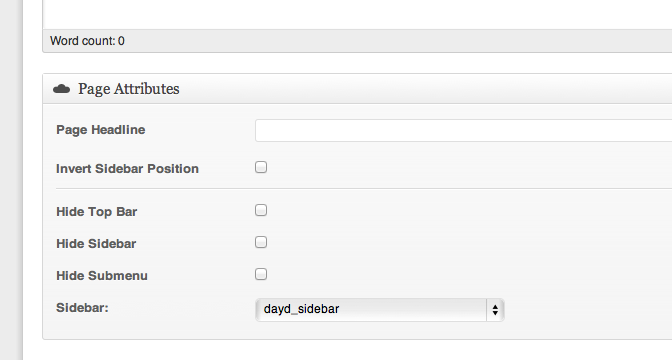 Word count: 0
Page Attributes
Page Headline
Invert Sidebar Position
Hide Top Bar
Hide Sidebar
Hide Submenu
Sidebar: dayd_sidebar